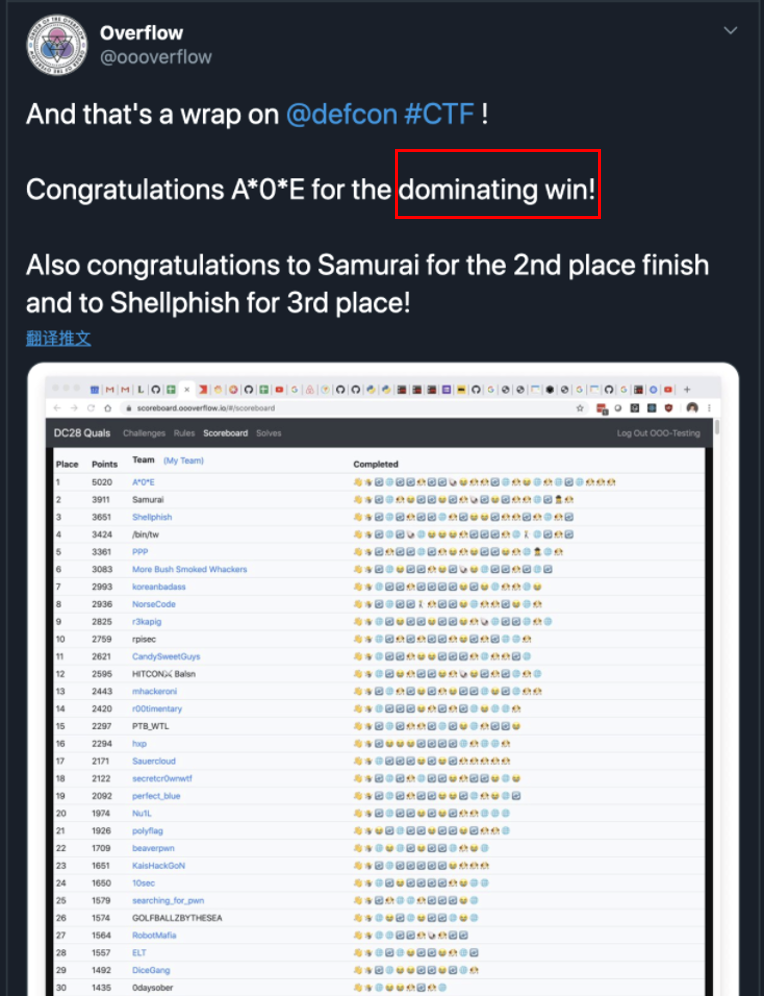 Overflow
@oooverflow
And that's a wrap on @defcon #CTF !
Congratulations A*0*E for the dominating win!
Also congratulations to Samurai for the 2nd place finish
and to Shellphish for 3rd place!
翻译推文
scoreboard.oooverflow.io/#/scoreboard
DC28 Quals Challenges Rules Scoreboard Solves Log Out OOO-Testing
Place Points Team (My Team) Completed
1 5020 A*0*E
2 3911 Samurai
3 3651 Shellphish
4 3424 /bin/tw
5 3361 PPP
6 3083 More Bush Smoked Whackers
7 2993 koreanbadass
8 2936 NorseCode
9 2825 r3kapig
10 2759 rpisec
11 2621 CandySweetGuys
12 2595 HITCON⚔Balsn
13 2443 mhackeroni
14 2420 r00timentary
15 2297 PTB_WTL
16 2294 hxp
17 2171 Sauercloud
18 2122 secretcr0wnwtf
19 2092 perfect_blue
20 1974 Nu1L
21 1926 polyflag
22 1709 beaverpwn
23 1651 KaisHackGoN
24 1650 10sec
25 1579 searching_for_pwn
26 1574 GOLFBALLZBYTHESEA
27 1564 RobotMafia
28 1557 ELT
29 1492 DiceGang
30 1435 0daysober